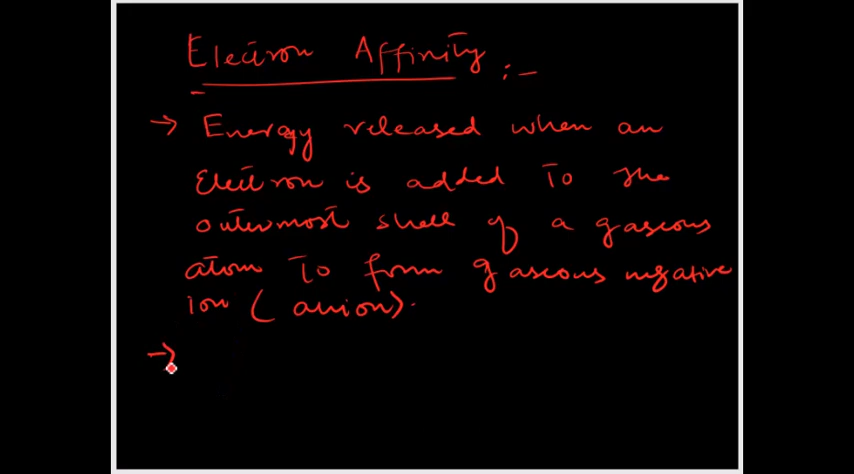 Electron Affinity :-
→ Energy released when an
Electron is added To the
outermost shell of a gaseous
atom To form gaseous negative
ion (anion).
→